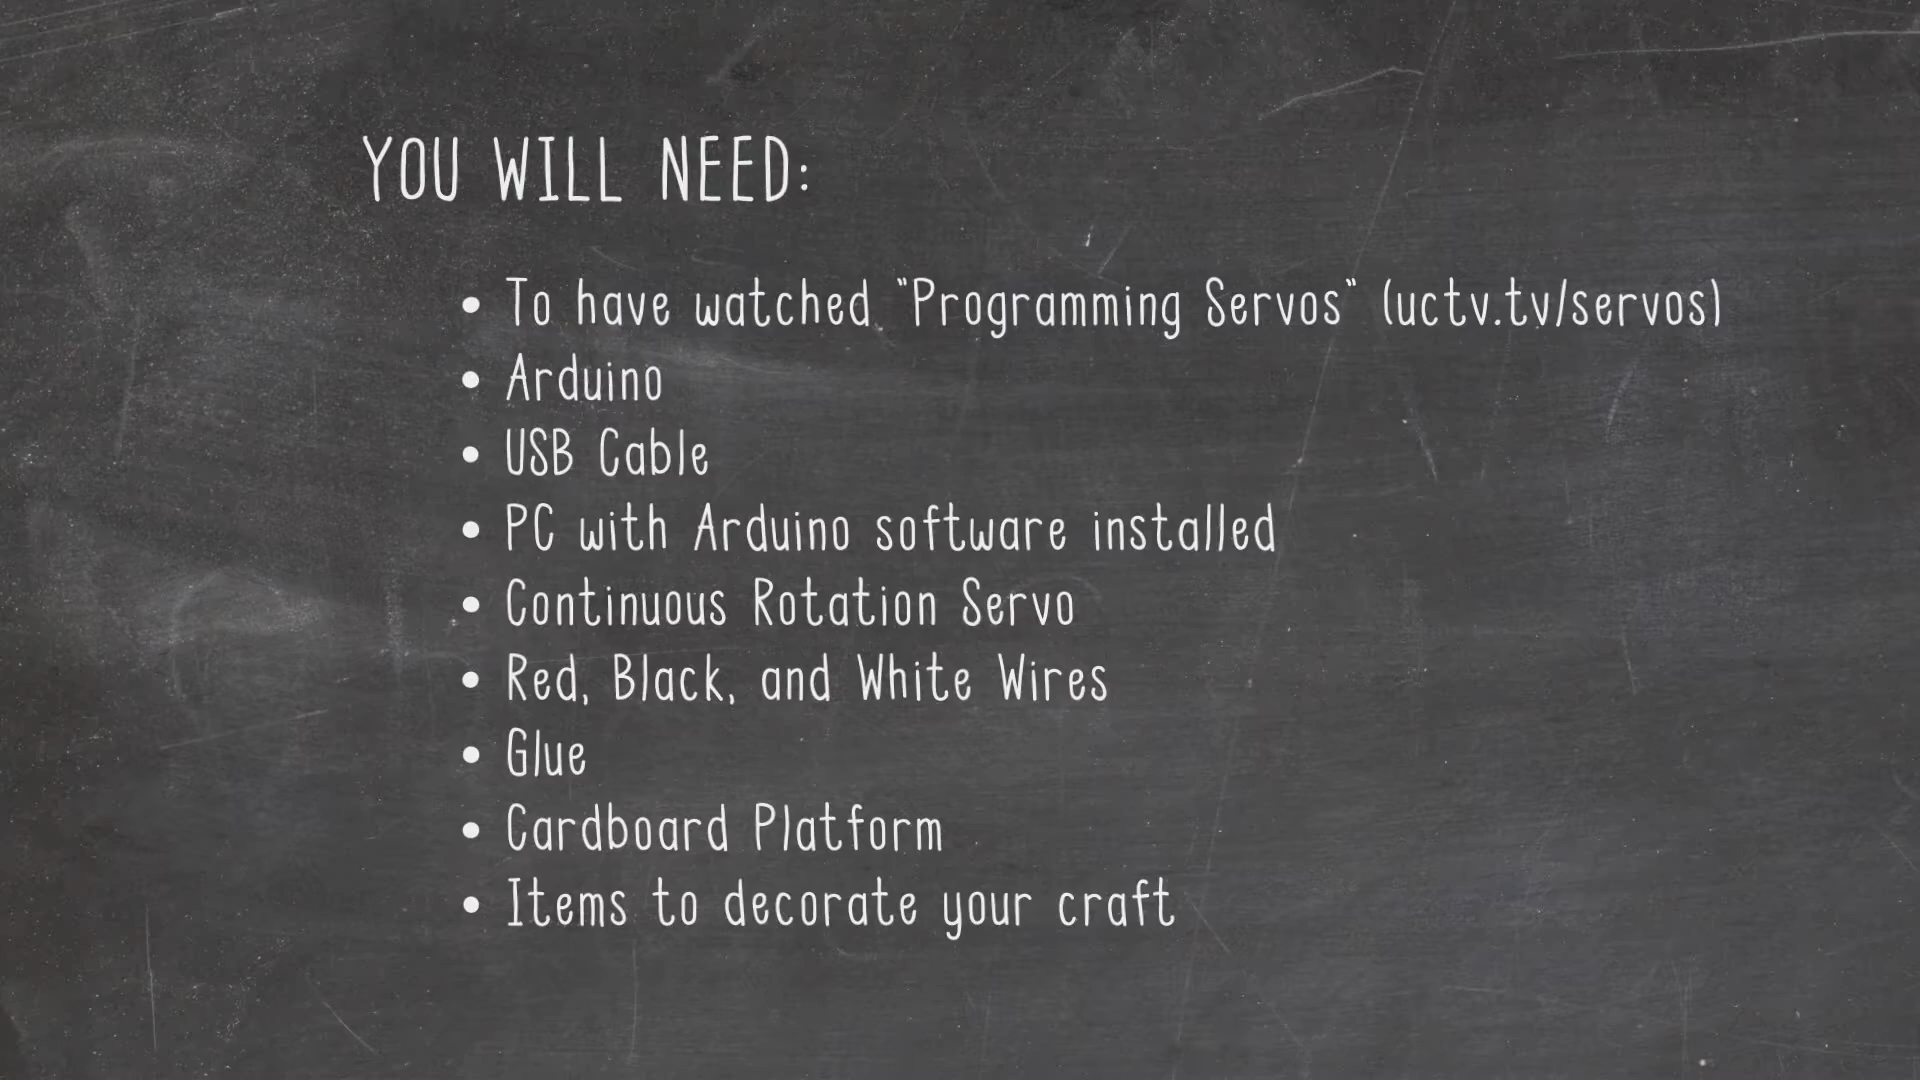 YOU WILL NEED:
• To have watched "Programming Servos" (uctv.tv/servos)
• Arduino
• USB Cable
• PC with Arduino software installed
• Continuous Rotation Servo
• Red, Black, and White Wires
• Glue
• Cardboard Platform
• Items to decorate your craft